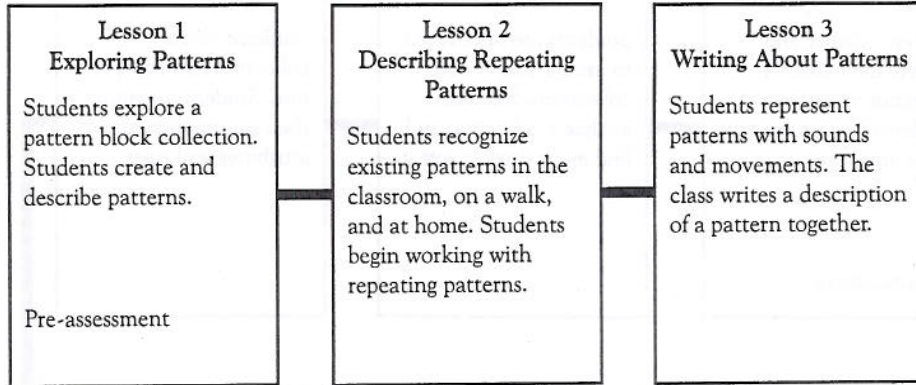 Lesson 1
Exploring Patterns
Students explore a
pattern block collection.
Students create and
describe patterns.
Pre-assessment
Lesson 2
Describing Repeating
Patterns
Students recognize
existing patterns in the
classroom, on a walk,
and at home. Students
begin working with
repeating patterns.
Lesson 3
Writing About Patterns
Students represent
patterns with sounds
and movements. The
class writes a description
of a pattern together.